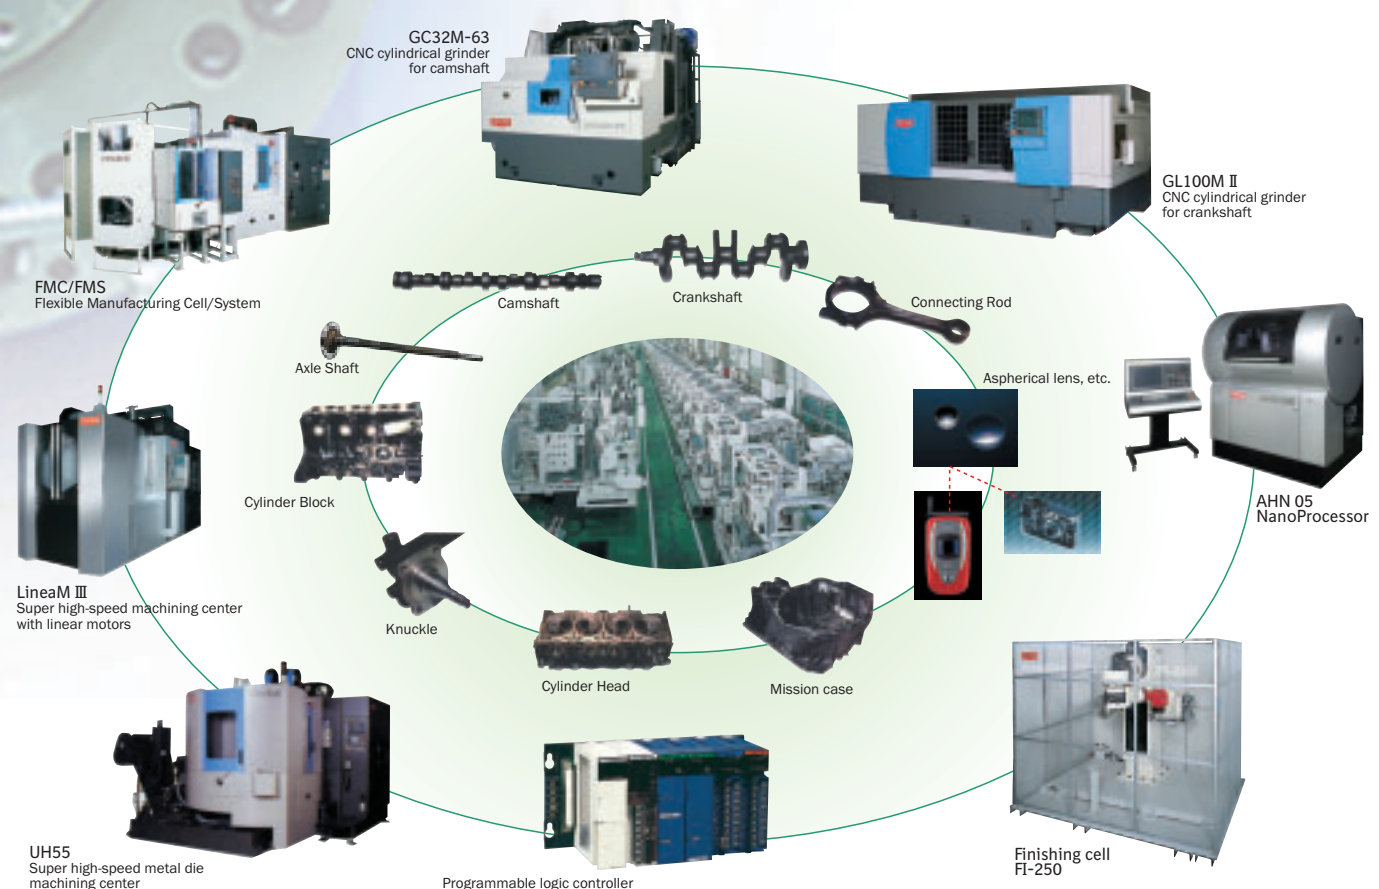 GC32M-63
CNC cylindrical grinder
for camshaft
GL100M Ⅱ
CNC cylindrical grinder
for crankshaft
FMC/FMS
Flexible Manufacturing Cell/System
Camshaft
Crankshaft
Connecting Rod
Axle Shaft
Aspherical lens, etc.
Cylinder Block
AHN 05
NanoProcessor
LineaM Ⅲ
Super high-speed machining center
with linear motors
Knuckle
Cylinder Head
Mission case
UH55
Super high-speed metal die
machining center
Programmable logic controller
Finishing cell
FI-250